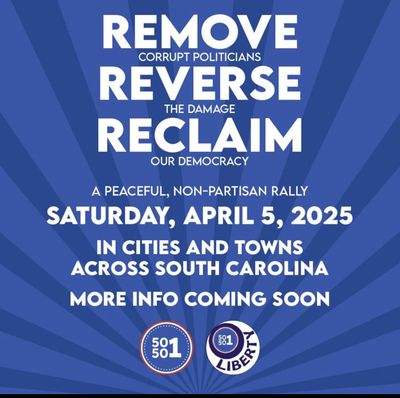 REMOVE
CORRUPT POLITICIANS
REVERSE
THE DAMAGE
RECLAIM
OUR DEMOCRACY
A PEACEFUL, NON-PARTISAN RALLY
SATURDAY, APRIL 5, 2025
IN CITIES AND TOWNS
ACROSS SOUTH CAROLINA
MORE INFO COMING SOON
50
50 1
50
50 1
LIBERTY